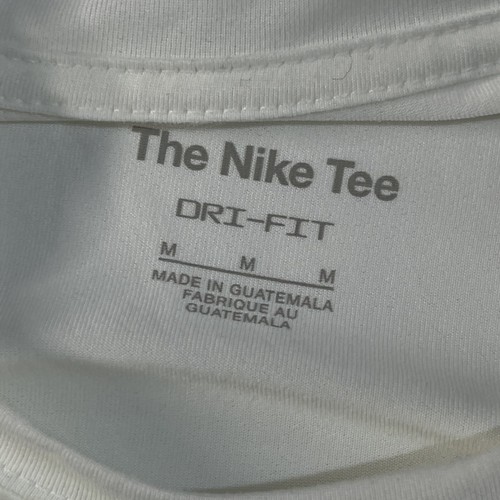 The Nike Tee
DRI-FIT
M M M
MADE IN GUATEMALA
FABRIQUE AU
GUATEMALA